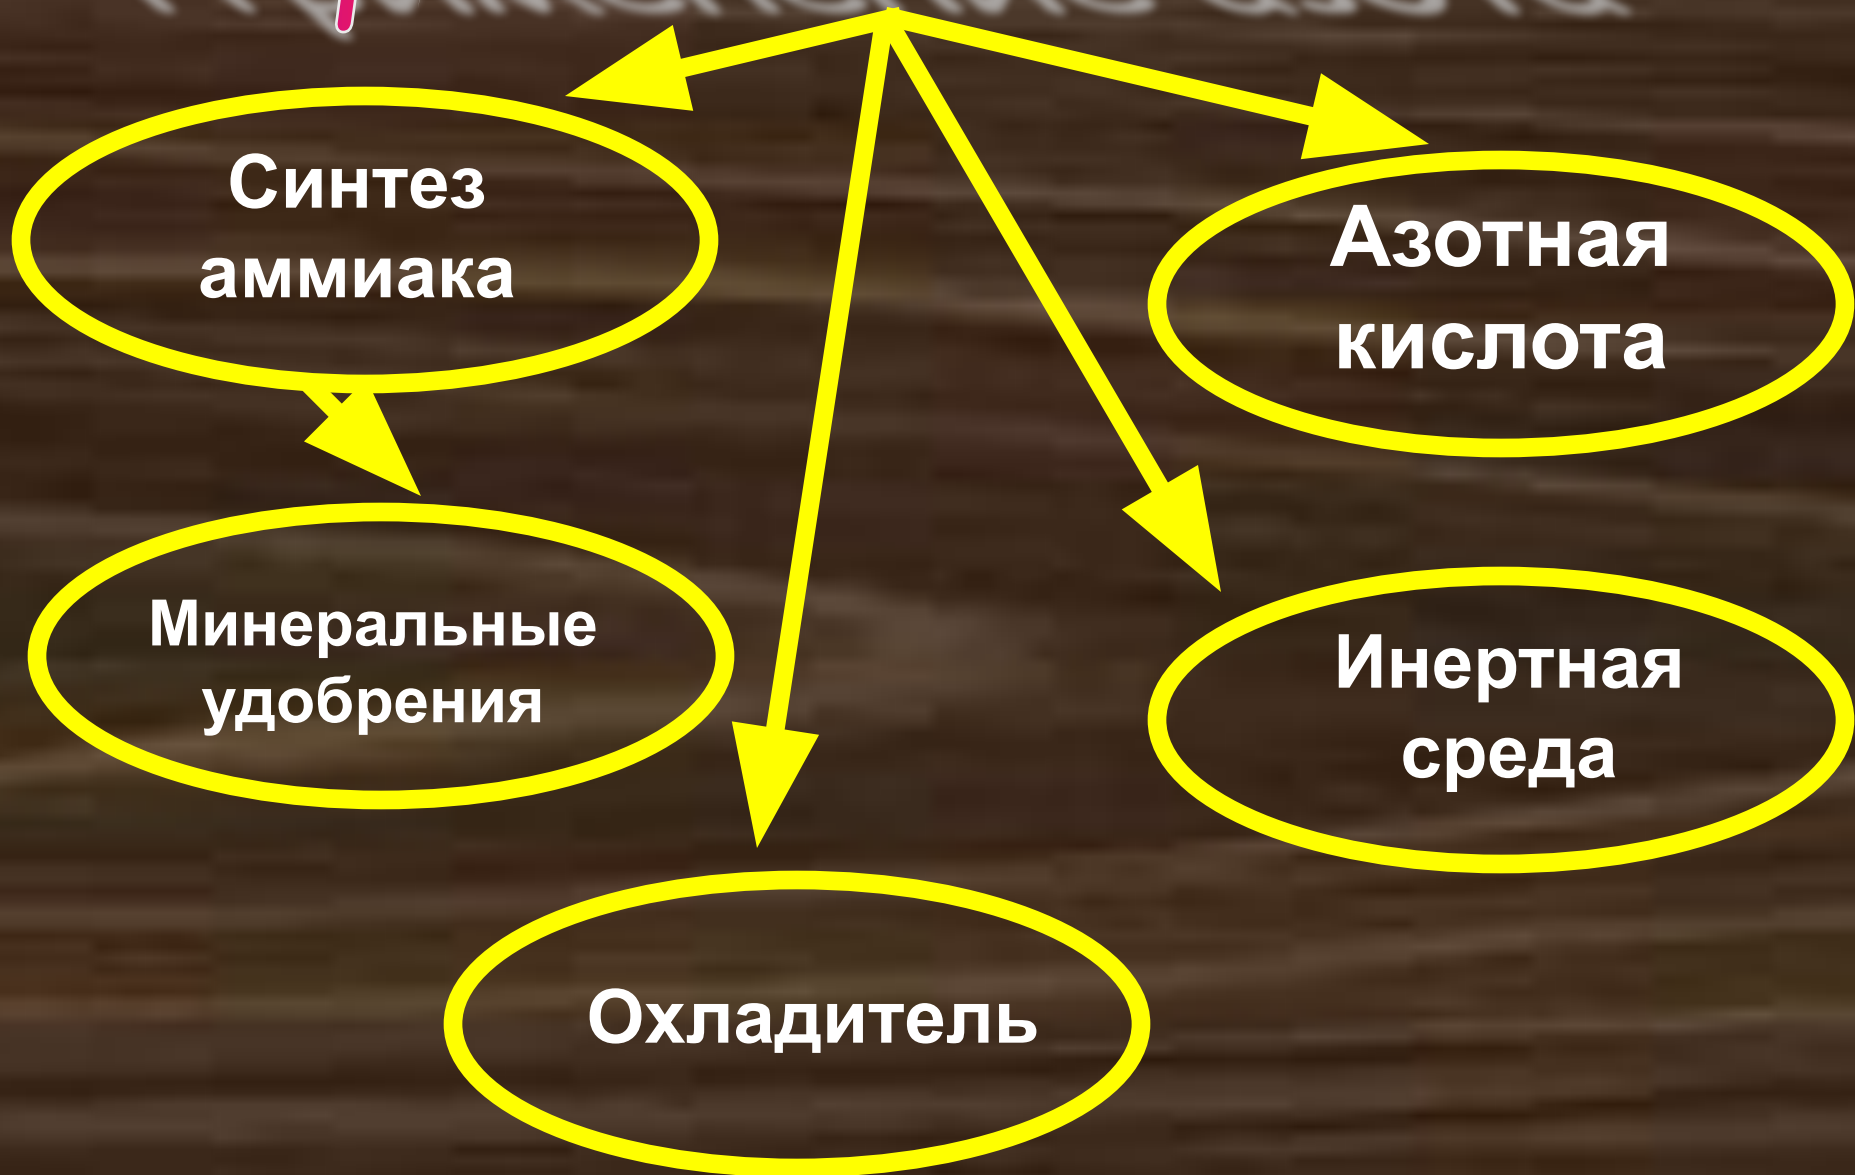 Синтез
аммиака
Азотная
кислота
Минеральные
удобрения
Инертная
среда
Охладитель